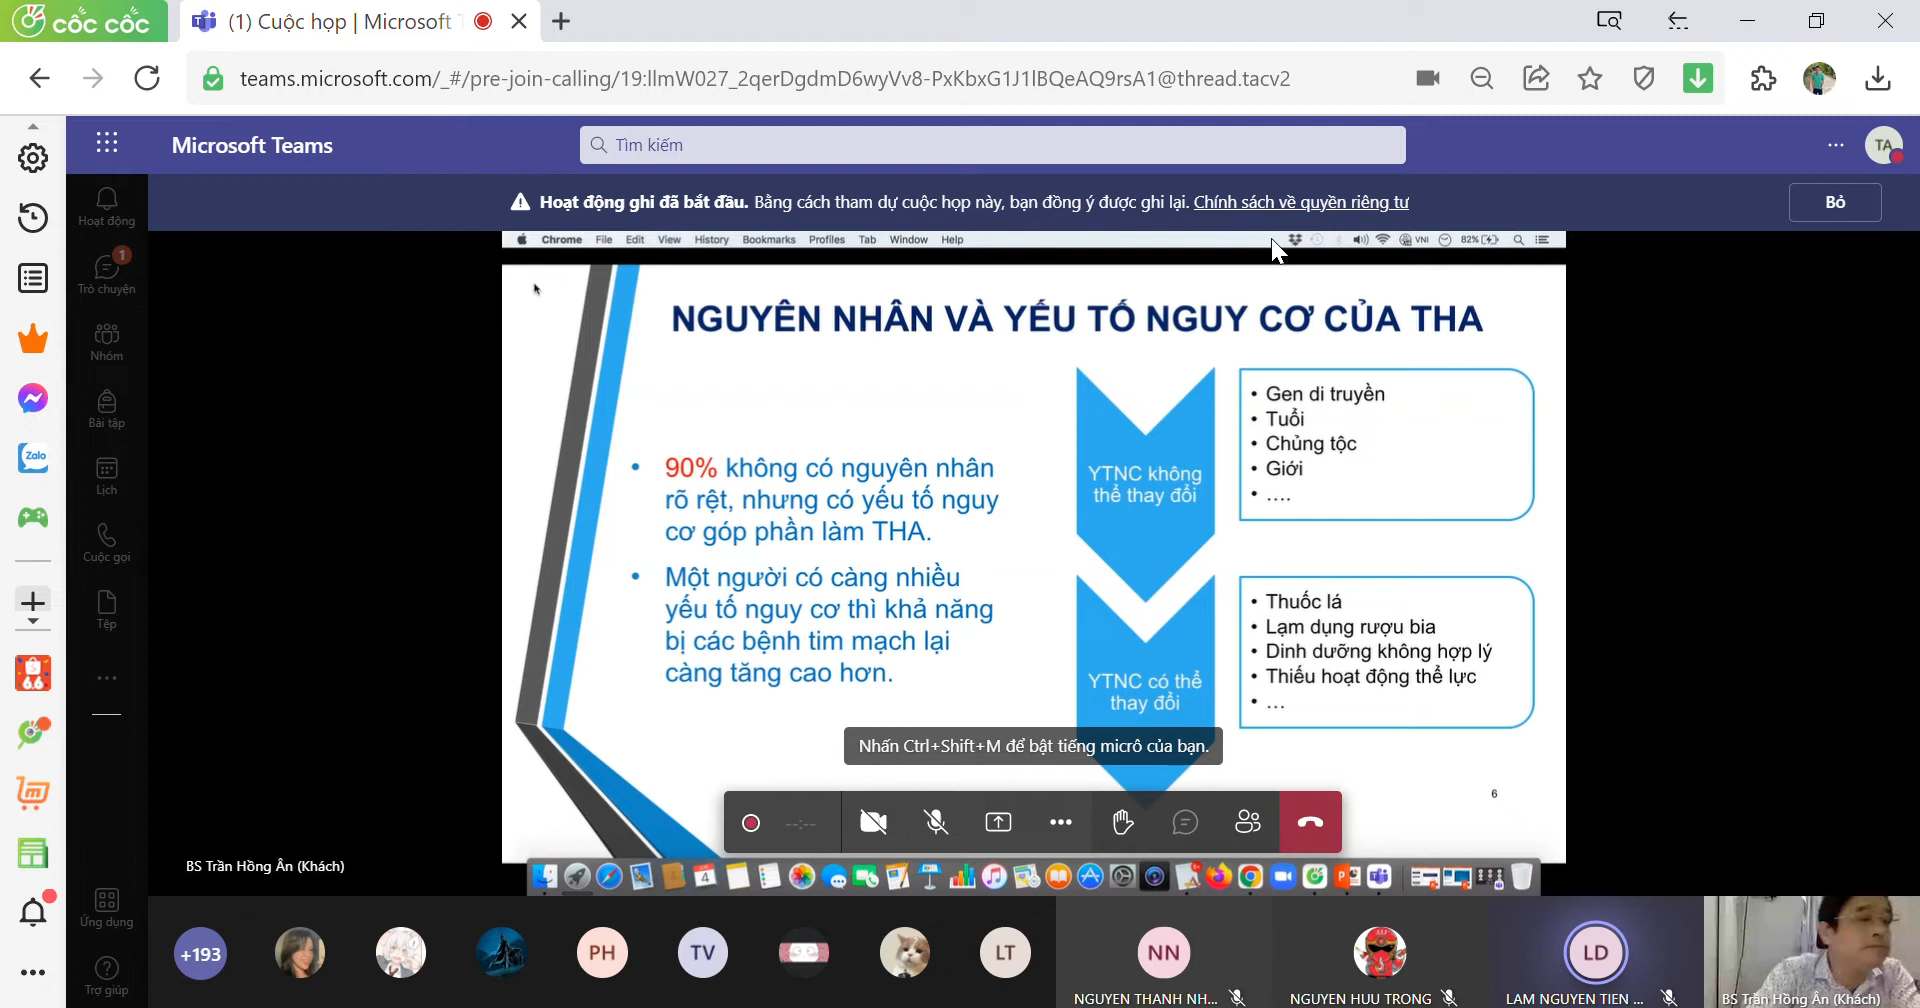 cốc cốc
(1) Cuộc họp | Microsoft
teams.microsoft.com/_#/pre-join-calling/19:llmW027_2qerDgdmD6wyVv8-PxKbxG1J1lBQeAQ9rsA1@thread.tacv2
Microsoft Teams
Tìm kiếm
TA
Hoạt động ghi đã bắt đầu. Bằng cách tham dự cuộc họp này, bạn đồng ý được ghi lại. Chính sách về quyền riêng tư
Bỏ
Hoạt động
1
Trò chuyện
Nhóm
Bài tập
Lịch
Cuộc gọi
Tệp
Ứng dụng
Trợ giúp
Zalo
6.6
Chrome File Edit View History Bookmarks Profiles Tab Window Help
VNI 82%
NGUYÊN NHÂN VÀ YẾU TỐ NGUY CƠ CỦA THA
• 90% không có nguyên nhân
rõ rệt, nhưng có yếu tố nguy
cơ góp phần làm THA.
• Một người có càng nhiều
yếu tố nguy cơ thì khả năng
bị các bệnh tim mạch lại
càng tăng cao hơn.
YTNC không
thể thay đổi
• Gen di truyền
• Tuổi
• Chủng tộc
• Giới
• ....
YTNC có thể
thay đổi
• Thuốc lá
• Lạm dụng rượu bia
• Dinh dưỡng không hợp lý
• Thiếu hoạt động thể lực
• ...
Nhấn Ctrl+Shift+M để bật tiếng micrô của bạn.
6
--:--
BS Trần Hồng Ân (Khách)
4
+193
PH
TV
LT
NN
LD
NGUYEN THANH NH...
NGUYEN HUU TRONG
LAM NGUYEN TIEN ...
BS Trần Hồng Ân (Khách)